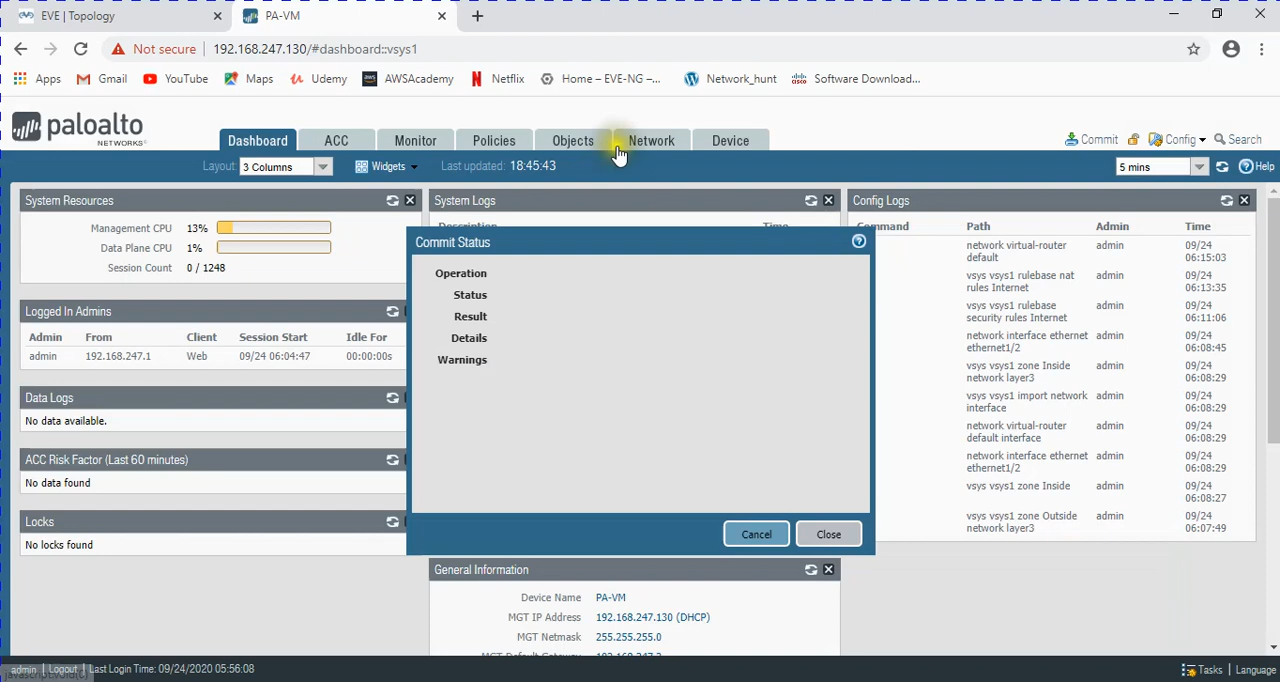 EVE | Topology
PA-VM
Not secure
192.168.247.130/#dashboard::vsys1
Apps
Gmail
YouTube
Maps
Udemy
AWSAcademy
Netflix
Home – EVE-NG –...
Network_hunt
Software Download...
paloalto
NETWORKS
Dashboard
ACC
Monitor
Policies
Objects
Network
Device
Commit
Config
Search
Layout: 3 Columns
Widgets
Last updated: 18:45:43
5 mins
Help
System Resources
Management CPU 13%
Data Plane CPU 1%
Session Count 0 / 1248
Logged In Admins
Admin From Client Session Start Idle For
admin 192.168.247.1 Web 09/24 06:04:47 00:00:00s
Data Logs
No data available.
ACC Risk Factor (Last 60 minutes)
No data found
Locks
No locks found
System Logs
Description Time
Commit Status
Operation
Status
Result
Details
Warnings
Cancel
Close
General Information
Device Name PA-VM
MGT IP Address 192.168.247.130 (DHCP)
MGT Netmask 255.255.255.0
MGT Default Gateway 192.168.247.2
Config Logs
Command Path Admin Time
network virtual-router default admin 09/24 06:15:03
vsys vsys1 rulebase nat rules Internet admin 09/24 06:13:35
vsys vsys1 rulebase security rules Internet admin 09/24 06:11:06
network interface ethernet ethernet1/2 admin 09/24 06:08:45
vsys vsys1 zone Inside network layer3 admin 09/24 06:08:29
vsys vsys1 import network interface admin 09/24 06:08:29
network virtual-router default interface admin 09/24 06:08:29
network interface ethernet ethernet1/2 admin 09/24 06:08:29
vsys vsys1 zone Inside admin 09/24 06:08:27
vsys vsys1 zone Outside network layer3 admin 09/24 06:07:49
admin | Logout | Last Login Time: 09/24/2020 05:56:08
javascript:void(0)
Tasks | Language